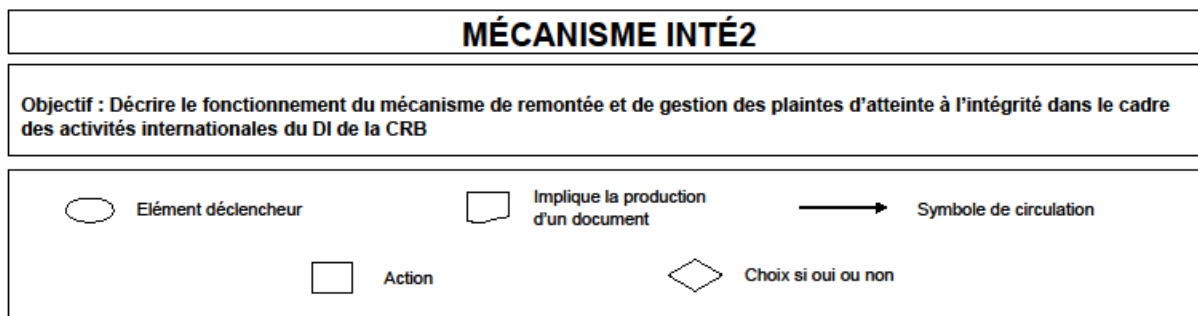 MÉCANISME INTÉ2
Objectif : Décrire le fonctionnement du mécanisme de remontée et de gestion des plaintes d'atteinte à l'intégrité dans le cadre
des activités internationales du DI de la CRB
Elément déclencheur
Implique la production
d'un document
Symbole de circulation
Action
Choix si oui ou non